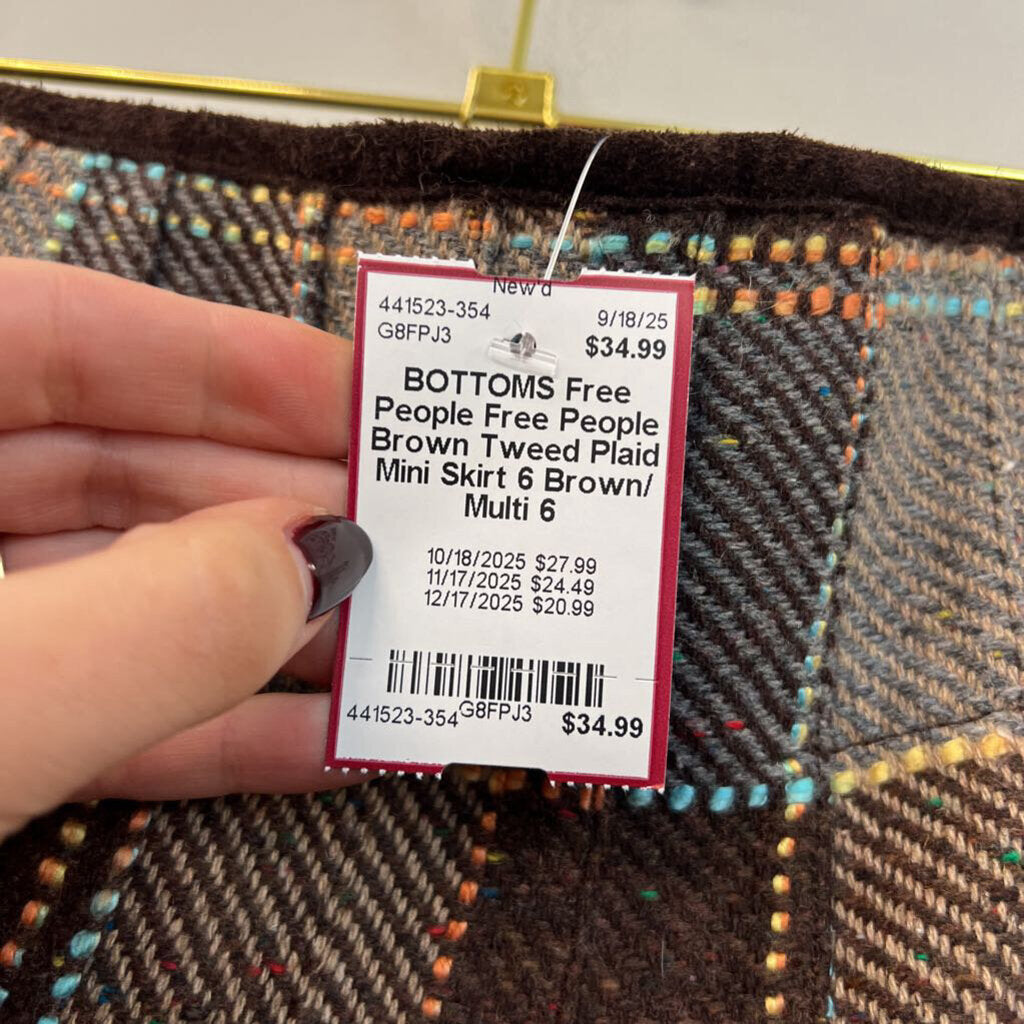 New'd
441523-354 9/18/25
G8FPJ3 $34.99
BOTTOMS Free
People Free People
Brown Tweed Plaid
Mini Skirt 6 Brown/
Multi 6
10/18/2025 $27.99
11/17/2025 $24.49
12/17/2025 $20.99
441523-354 G8FPJ3 $34.99